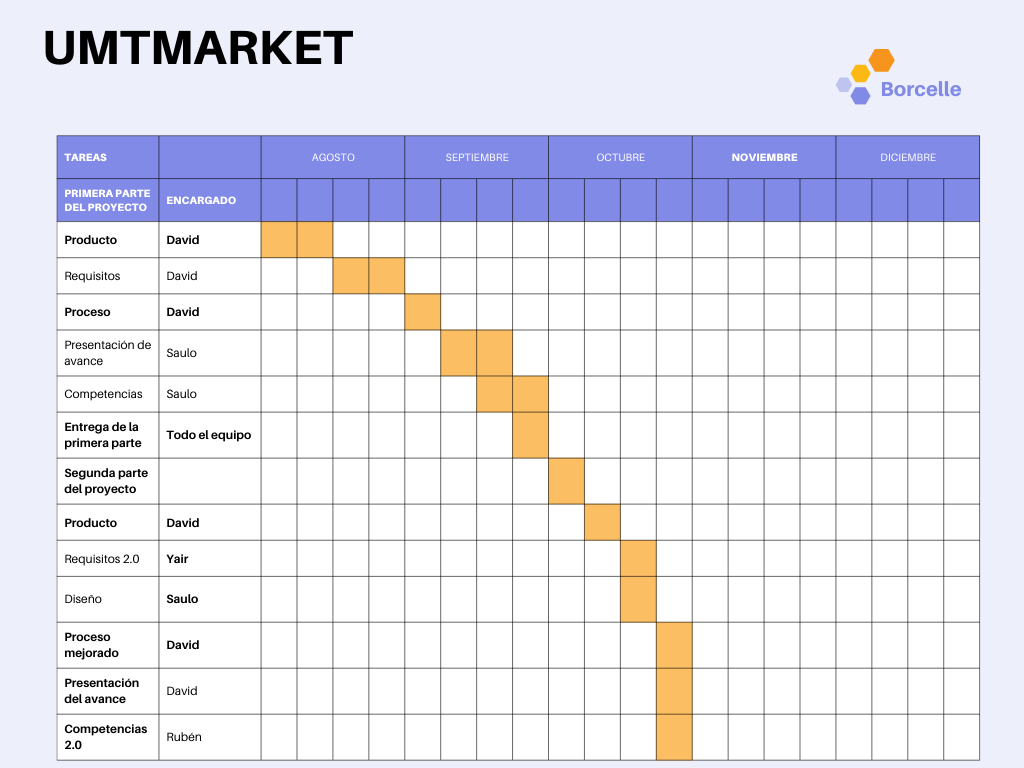 UMTMARKET
Borcelle
TAREAS AGOSTO SEPTIEMBRE OCTUBRE NOVIEMBRE DICIEMBRE
PRIMERA PARTE
DEL PROYECTO
ENCARGADO
Producto David
Requisitos David
Proceso David
Presentación de
avance
Saulo
Competencias Saulo
Entrega de la
primera parte
Todo el equipo
Segunda parte
del proyecto
Producto David
Requisitos 2.0 Yair
Diseño Saulo
Proceso
mejorado
David
Presentación
del avance
David
Competencias
2.0
Rubén